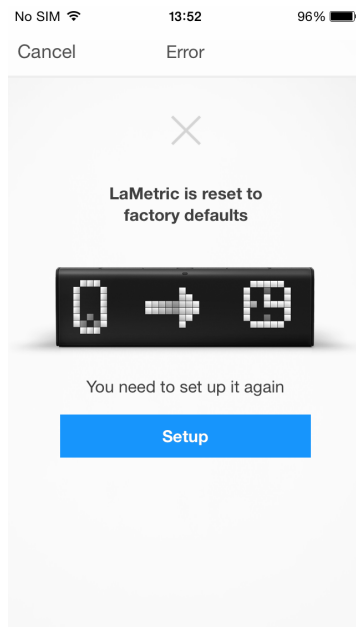 No SIM 13:52 96%
Cancel Error
LaMetric is reset to
factory defaults
You need to set up it again
Setup